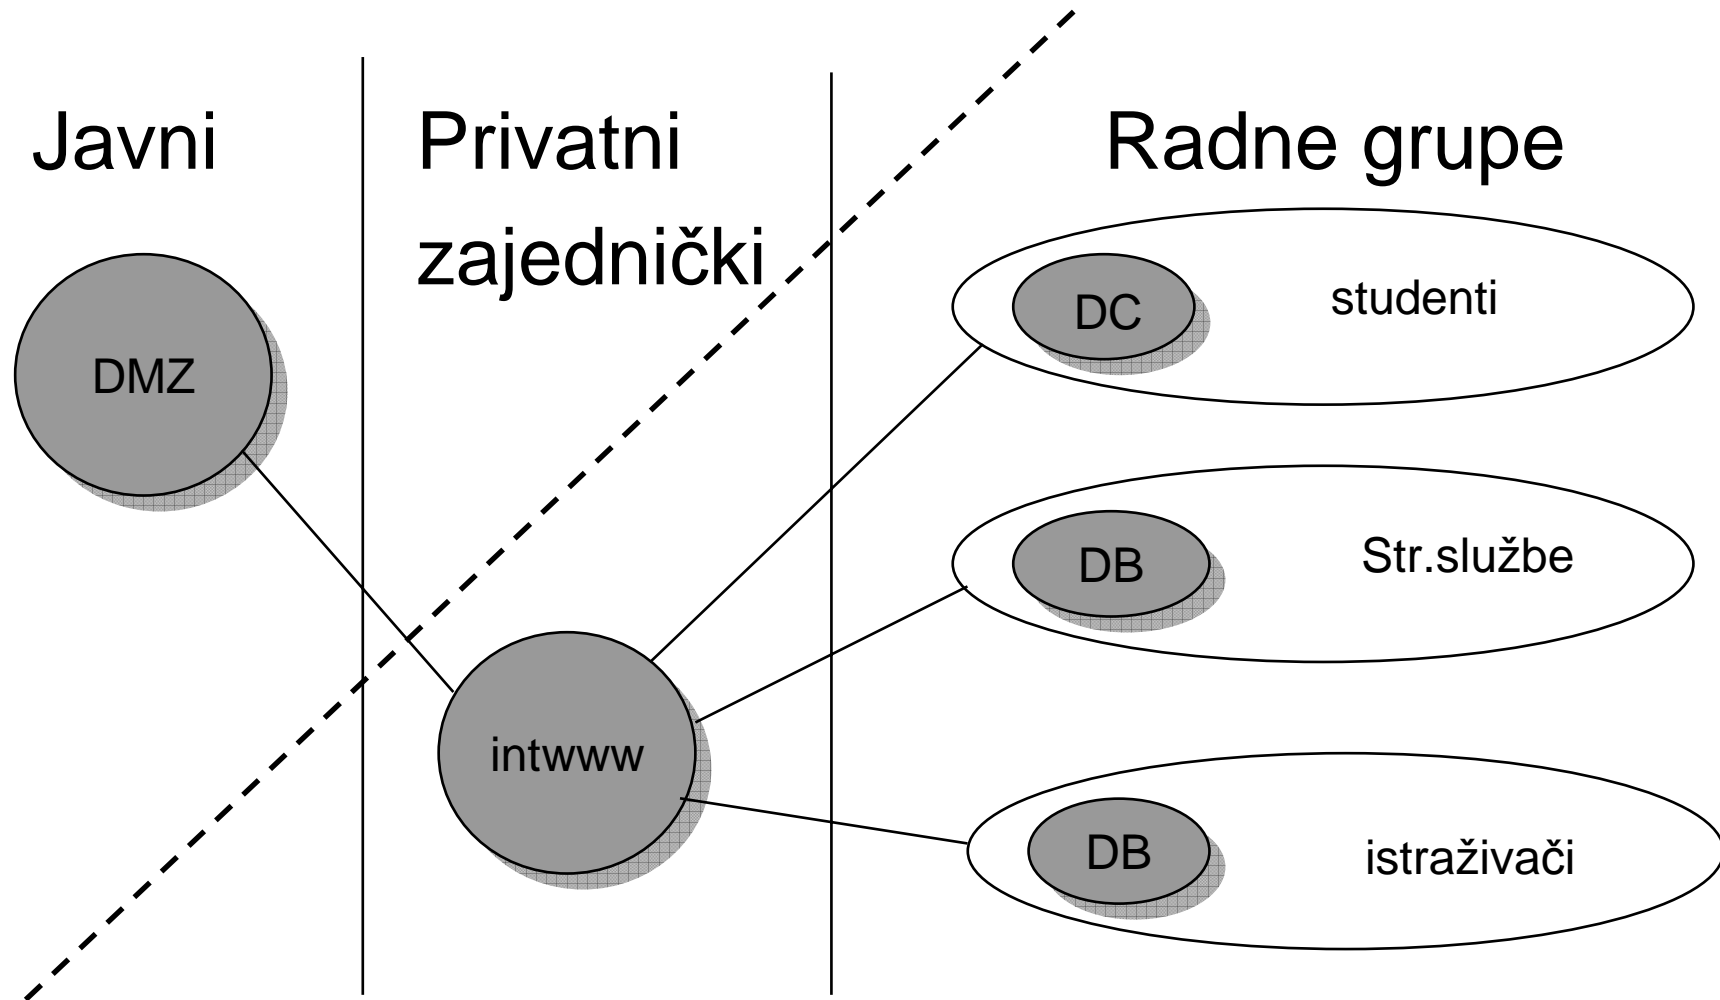 Javni
Privatni
zajednički
Radne grupe
DMZ
intwww
DC
studenti
DB
Str.službe
DB
istraživači